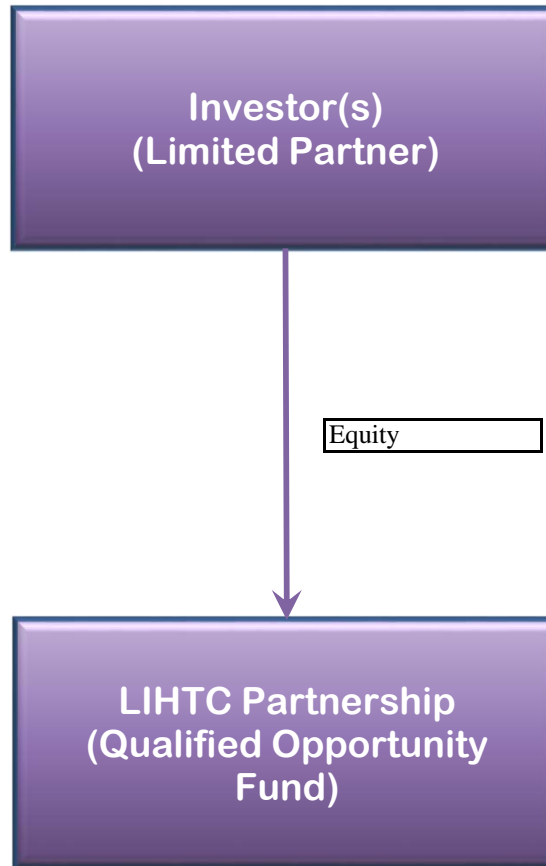 Investor(s)
(Limited Partner)
Equity
LIHTC Partnership
(Qualified Opportunity
Fund)